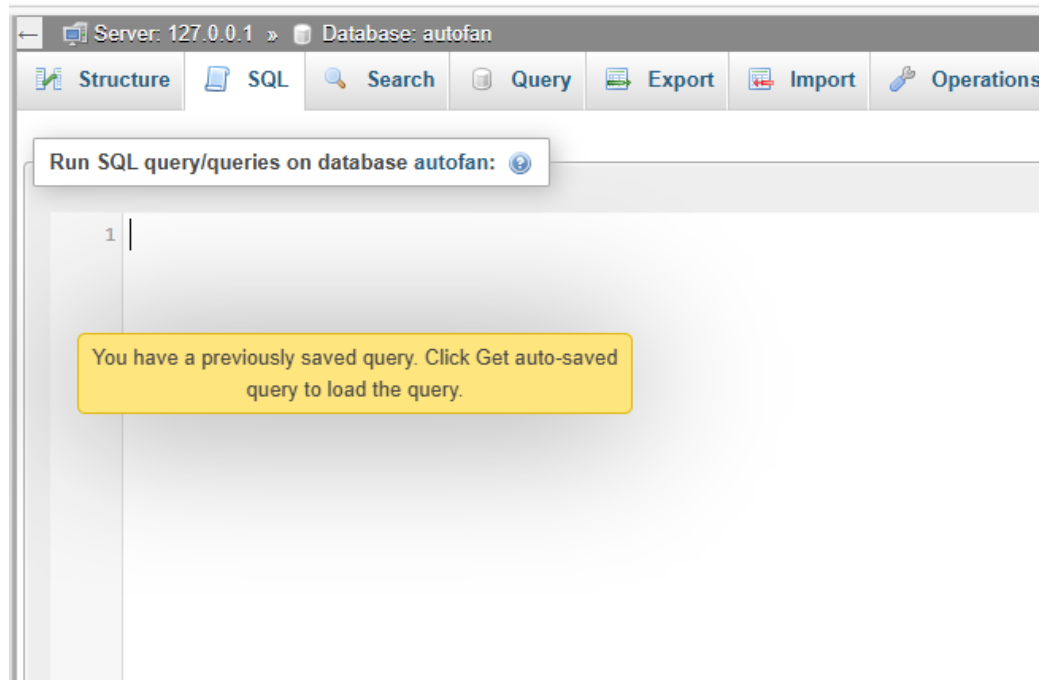 ← Server: 127.0.0.1 » Database: autofan
Structure SQL Search Query Export Import Operations
Run SQL query/queries on database autofan:
1
You have a previously saved query. Click Get auto-saved
query to load the query.